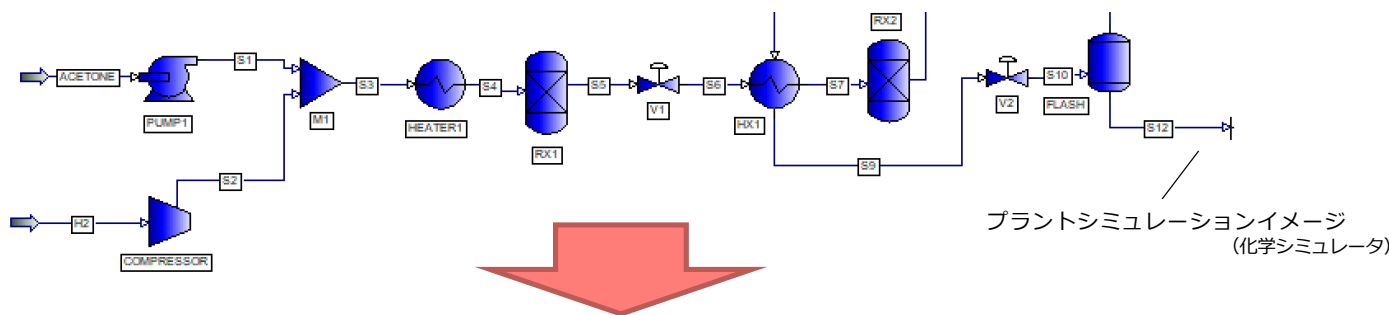 RX2
ACETONE
S1
S3
S4
S5
S6
S7
S10
PUMP1
M1
HEATER1
RX1
V1
HX1
V2
FLASH
S12
S2
S9
H2
COMPRESSOR
プラントシミュレーションイメージ
(化学シミュレータ)